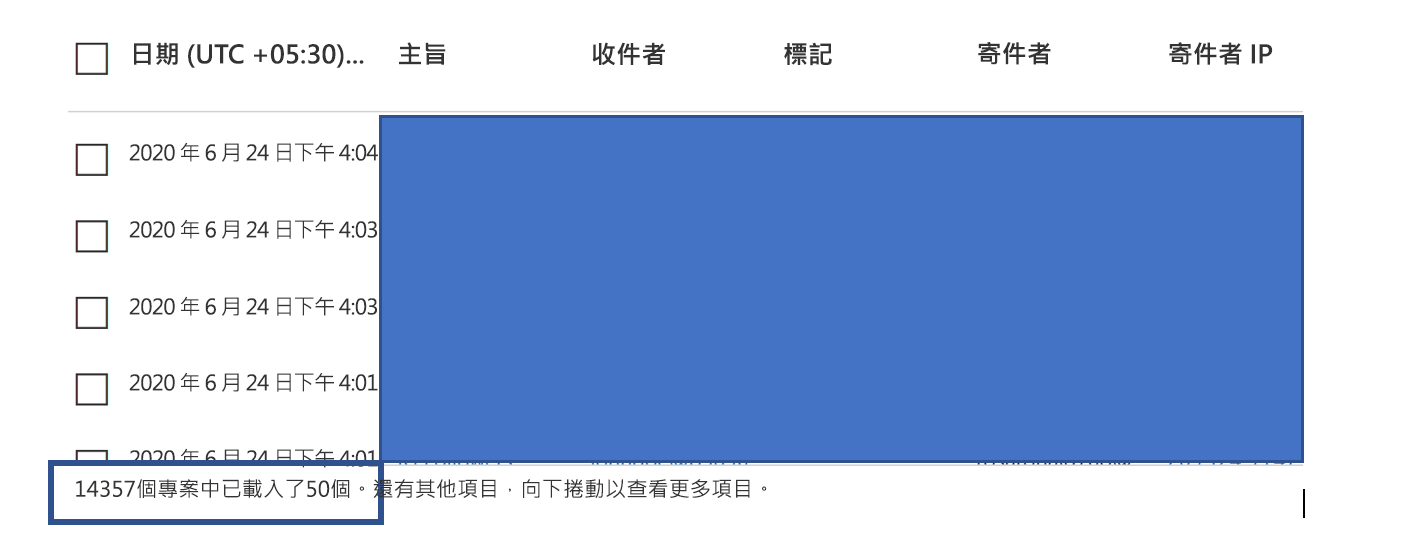 日期 (UTC +05:30)... 主旨 收件者 標記 寄件者 寄件者 IP
2020 年 6 月 24 日下午 4:04
2020 年 6 月 24 日下午 4:03
2020 年 6 月 24 日下午 4:03
2020 年 6 月 24 日下午 4:01
2020 年 6 月 24 日下午 4:01
14357個專案中已載入了50個。還有其他項目，向下捲動以查看更多項目。